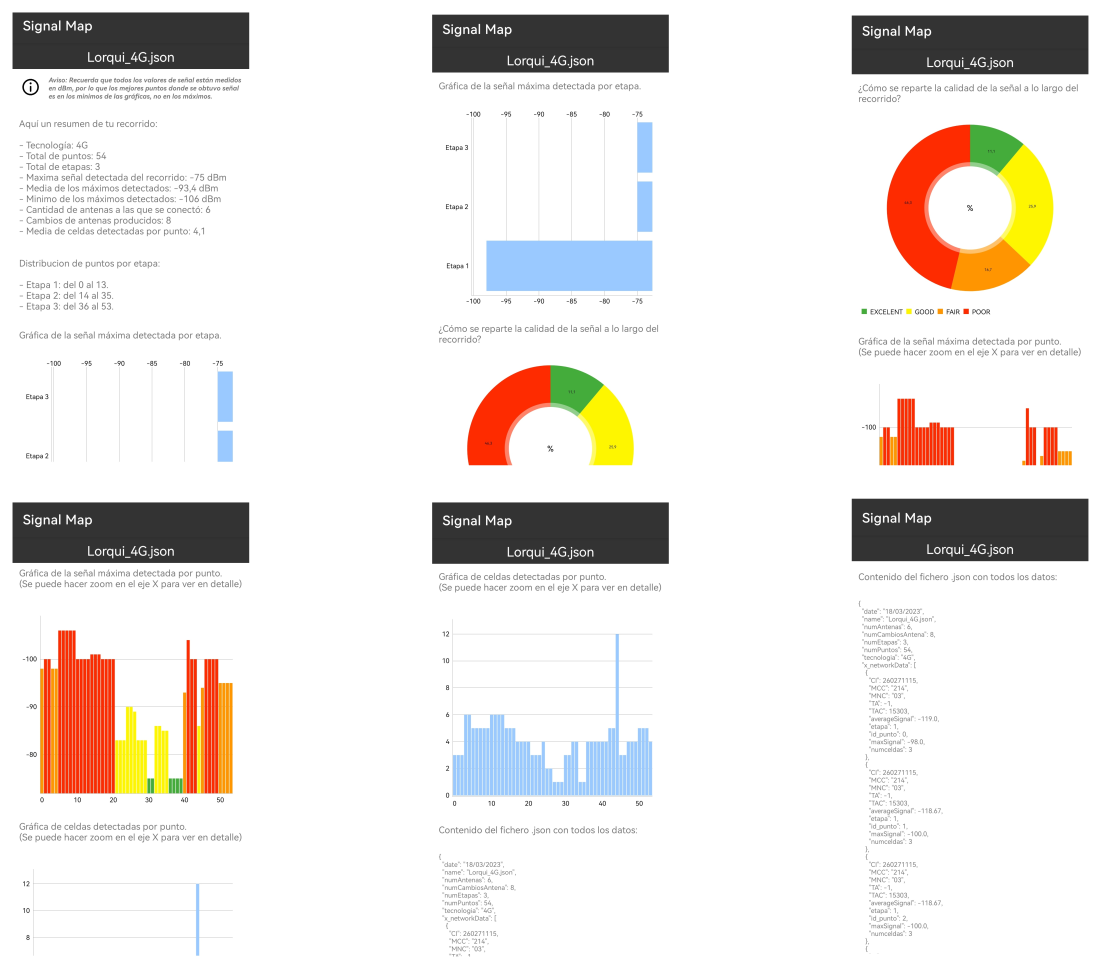 Signal Map
Lorqui_4G.json
Aviso: Recuerda que todos los valores de señal están medidos
en dBm, por lo que los mejores puntos donde se obtuvo señal
es en los mínimos de las gráficos, no en los máximos.
Aquí un resumen de tu recorrido:
- Tecnología: 4G
- Total de puntos: 54
- Total de etapas: 3
- Maxima señal detectada del recorrido: -75 dBm
- Media de los máximos detectados: -93,4 dBm
- Minimo de los máximos detectados: -106 dBm
- Cantidad de antenas a las que se conectó: 6
- Cambios de antenas producidos: 8
- Media de celdas detectadas por punto: 4,1
Distribucion de puntos por etapa:
- Etapa 1: del 0 al 13.
- Etapa 2: del 14 al 35.
- Etapa 3: del 36 al 53.
Gráfica de la señal máxima detectada por etapa.
-100 -95 -90 -85 -80 -75
Etapa 3
Etapa 2
Signal Map
Lorqui_4G.json
Gráfica de la señal máxima detectada por etapa.
-100 -95 -90 -85 -80 -75
Etapa 3
Etapa 2
Etapa 1
-100 -95 -90 -85 -80 -75
¿Cómo se reparte la calidad de la señal a lo largo del
recorrido?
11,1
25,9
%
Signal Map
Lorqui_4G.json
¿Cómo se reparte la calidad de la señal a lo largo del
recorrido?
25,9
16,7
%
EXCELENT GOOD FAIR POOR
Gráfica de la señal máxima detectada por punto.
(Se puede hacer zoom en el eje X para ver en detalle)
-100
Signal Map
Lorqui_4G.json
Gráfica de la señal máxima detectada por punto.
(Se puede hacer zoom en el eje X para ver en detalle)
-100
-90
-80
0 10 20 30 40 50
Gráfica de celdas detectadas por punto.
(Se puede hacer zoom en el eje X para ver en detalle)
12
10
8
Signal Map
Lorqui_4G.json
Gráfica de celdas detectadas por punto.
(Se puede hacer zoom en el eje X para ver en detalle)
12
10
8
6
4
2
0
0 10 20 30 40 50
Contenido del fichero .json con todos los datos:
{
"date": "18/03/2023",
"name": "Lorqui_4G.json",
"numAntenas": 6,
"numCambiosAntena": 8,
"numEtapas": 3,
"numPuntos": 54,
"tecnologia": "4G",
"x_networkData": [
{
"CI": 260271115,
"MCC": "214",
"MNC": "03",
Signal Map
Lorqui_4G.json
Contenido del fichero .json con todos los datos:
{
"date": "18/03/2023",
"name": "Lorqui_4G.json",
"numAntenas": 6,
"numCambiosAntena": 8,
"numEtapas": 3,
"numPuntos": 54,
"tecnologia": "4G",
"x_networkData": [
{
"CI": 260271115,
"MCC": "214",
"MNC": "03",
"TA": -1,
"TAC": 15303,
"averageSignal": -119.0,
"etapa": 1,
"id_punto": 0,
"maxSignal": -98.0,
"numceldas": 3
},
{
"CI": 260271115,
"MCC": "214",
"MNC": "03",
"TA": -1,
"TAC": 15303,
"averageSignal": -118.67,
"etapa": 1,
"id_punto": 1,
"maxSignal": -100.0,
"numceldas": 3
},
{
"CI": 260271115,
"MCC": "214",
"MNC": "03",
"TA": -1,
"TAC": 15303,
"averageSignal": -118.67,
"etapa": 1,
"id_punto": 2,
"maxSignal": -100.0,
"numceldas": 3
},
{